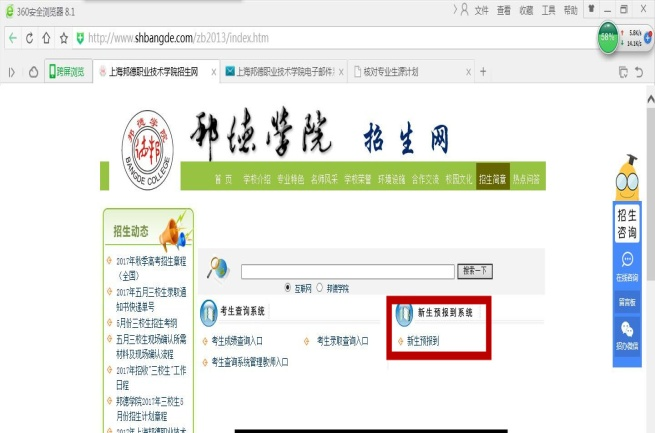 360安全浏览器 8.1
文件 查看 收藏 工具 帮助
http://www.shbangde.com/zb2013/index.htm
58%
5.8K/s
14.1K/s
跨屏浏览
上海邦德职业技术学院招生网
上海邦德职业技术学院电子邮件
核对专业生源计划
邦德学院
BANGDE COLLEGE
邦德学院 招生网
首 页 学校介绍 专业特色 名师风采 学校荣誉 环境设施 合作交流 校园文化 招生简章 热点问答
招生动态
2017年秋季高考招生章程
(全国)
2017年五月三校生录取通
知书快递单号
5月份三校生招生考纲
五月三校生现场确认所需
材料及现场确认流程
2017年招收“三校生”工作
日程
邦德学院2017年三校生5
月份招生计划章程
2017年上海邦德职业技术
搜索一下
互联网 邦德学院
考生查询系统
考生成绩查询入口
考生录取查询入口
考生查询系统管理教师入口
新生预报到系统
新生预报到
招生
咨询
在线咨询
留言板
招办微信